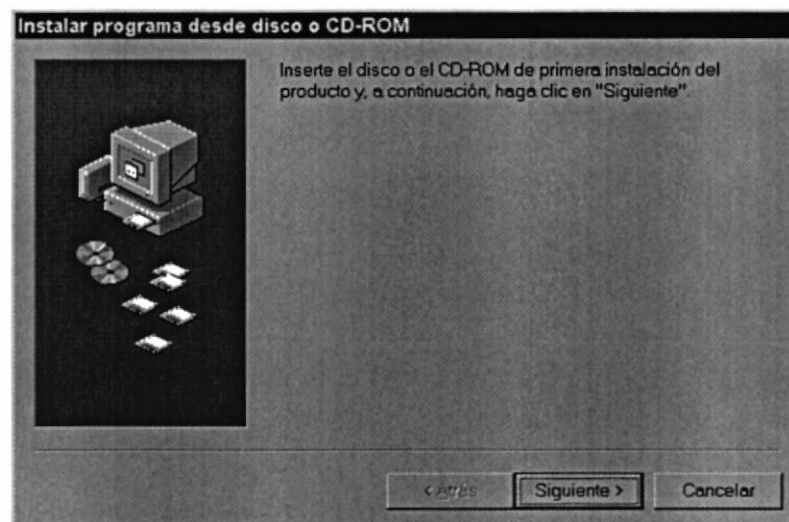 Instalar programa desde disco o CD-ROM
Inserte el disco o el CD-ROM de primera instalación del
producto y, a continuación, haga clic en "Siguiente".
< Atrás
Siguiente >
Cancelar